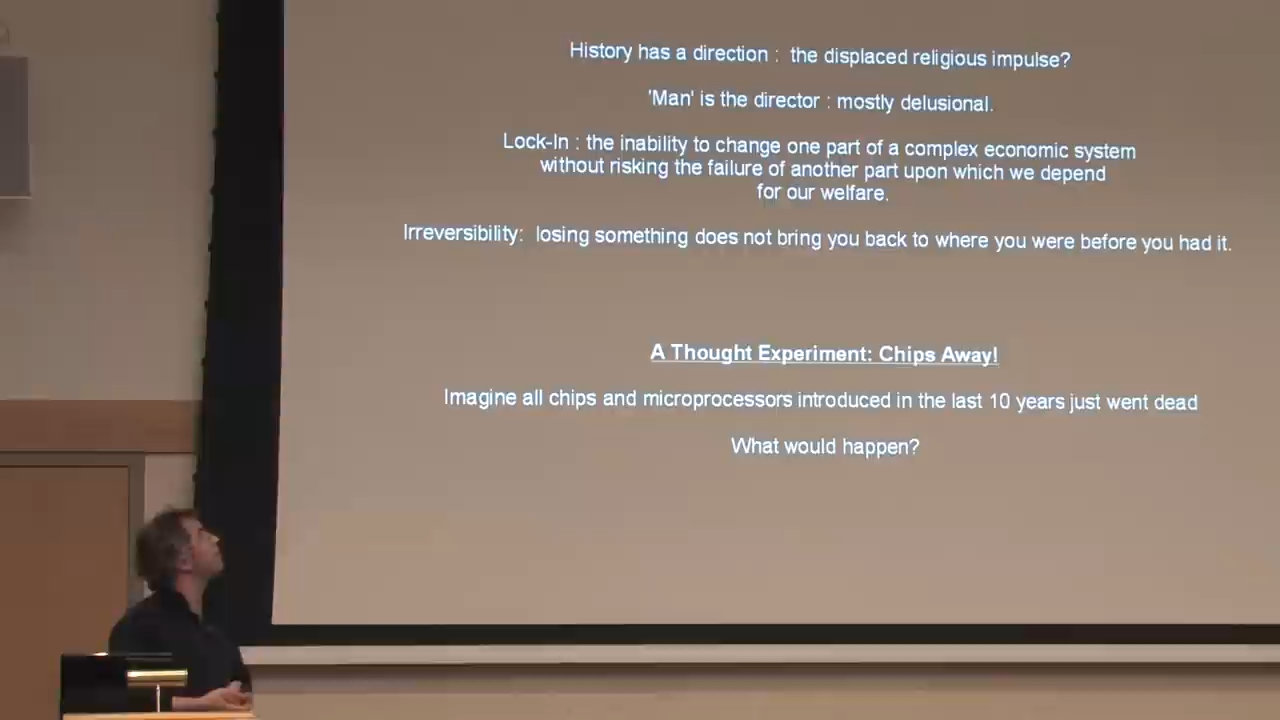 History has a direction : the displaced religious impulse?
'Man' is the director : mostly delusional.
Lock-In : the inability to change one part of a complex economic system
without risking the failure of another part upon which we depend
for our welfare.
Irreversibility: losing something does not bring you back to where you were before you had it.
A Thought Experiment: Chips Away!
Imagine all chips and microprocessors introduced in the last 10 years just went dead
What would happen?